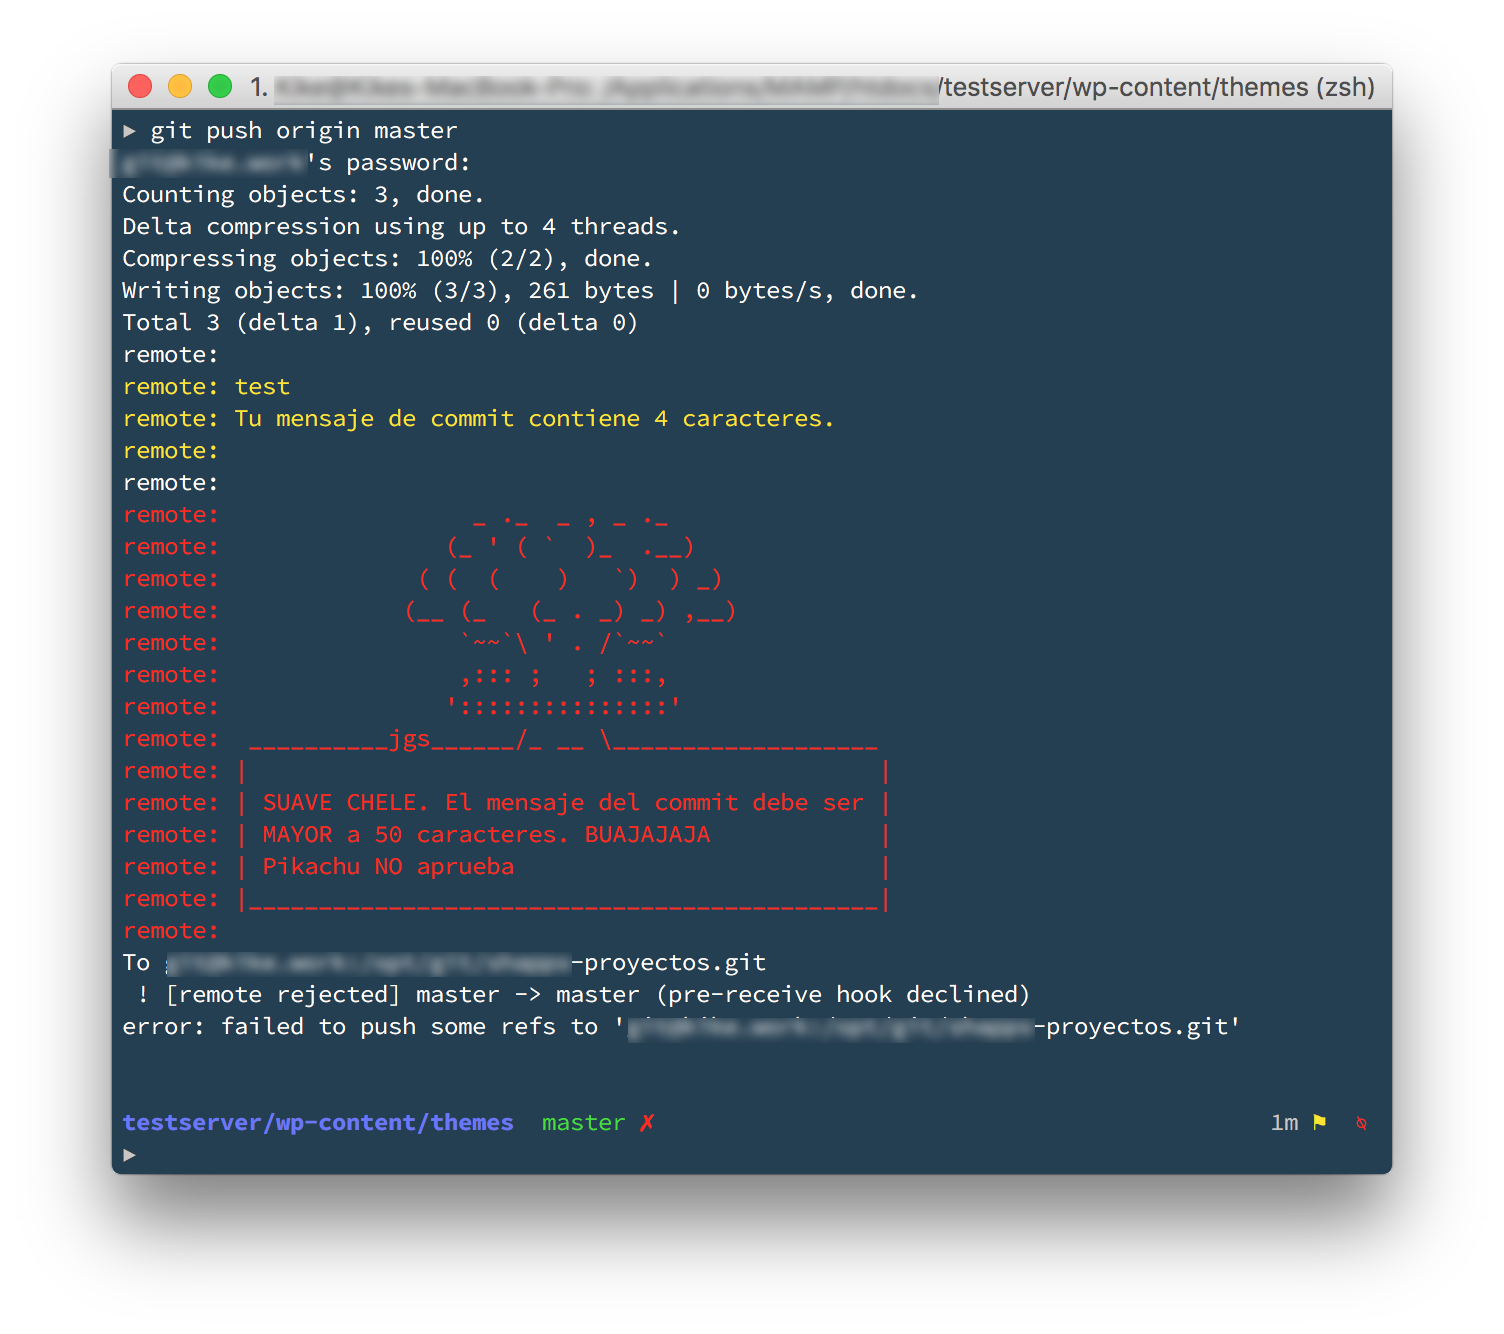 1. /testserver/wp-content/themes (zsh)
▶ git push origin master
's password:
Counting objects: 3, done.
Delta compression using up to 4 threads.
Compressing objects: 100% (2/2), done.
Writing objects: 100% (3/3), 261 bytes | 0 bytes/s, done.
Total 3 (delta 1), reused 0 (delta 0)
remote:
remote: test
remote: Tu mensaje de commit contiene 4 caracteres.
remote:
remote:
remote:                  _ ._  _ , _ ._
remote:                (_ ' ( `  )_  .__)
remote:              ( (  (    )   `)  ) _)
remote:             (__ (_   (_ . _) _) ,__)
remote:                 `~~`\ ' . /`~~`
remote:                 ,::: ;   ; :::,
remote:                ':::::::::::::::'
remote:  __________jgs______/_ __ \___________________
remote: |                                             |
remote: | SUAVE CHELE. El mensaje del commit debe ser |
remote: | MAYOR a 50 caracteres. BUAJAJAJA            |
remote: | Pikachu NO aprueba                          |
remote: |_____________________________________________|
remote:
To -proyectos.git
 ! [remote rejected] master -> master (pre-receive hook declined)
error: failed to push some refs to '-proyectos.git'
testserver/wp-content/themes  master ✗ 1m ⚑
▶